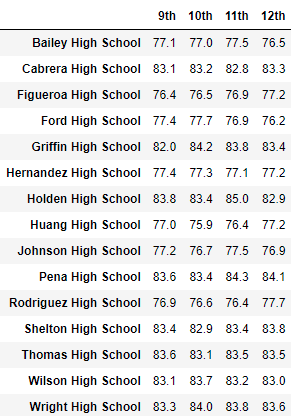 9th 10th 11th 12th
Bailey High School 77.1 77.0 77.5 76.5
Cabrera High School 83.1 83.2 82.8 83.3
Figueroa High School 76.4 76.5 76.9 77.2
Ford High School 77.4 77.7 76.9 76.2
Griffin High School 82.0 84.2 83.8 83.4
Hernandez High School 77.4 77.3 77.1 77.2
Holden High School 83.8 83.4 85.0 82.9
Huang High School 77.0 75.9 76.4 77.2
Johnson High School 77.2 76.7 77.5 76.9
Pena High School 83.6 83.4 84.3 84.1
Rodriguez High School 76.9 76.6 76.4 77.7
Shelton High School 83.4 82.9 83.4 83.8
Thomas High School 83.6 83.1 83.5 83.5
Wilson High School 83.1 83.7 83.2 83.0
Wright High School 83.3 84.0 83.8 83.6